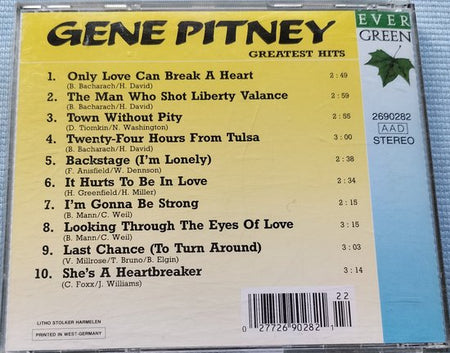 GENE PITNEY
GREATEST HITS
EVER
GREEN
2690282
AAD
STEREO
1. Only Love Can Break A Heart 2:49
(B. Bacharach/H. David)
2. The Man Who Shot Liberty Valance 2:59
(B. Bacharach/H. David)
3. Town Without Pity 2:55
(D. Tiomkin/N. Washington)
4. Twenty-Four Hours From Tulsa 3:00
(B. Bacharach/H. David)
5. Backstage (I'm Lonely) 2:38
(F. Anisfield/W. Dennson)
6. It Hurts To Be In Love 2:34
(H. Greenfield/H. Miller)
7. I'm Gonna Be Strong 2:15
(B. Mann/C. Weil)
8. Looking Through The Eyes Of Love 3:15
(B. Mann/C. Weil)
9. Last Chance (To Turn Around) 3:03
(V. Millrose/T. Bruno/B. Elgin)
10. She's A Heartbreaker 3:14
(C. Foxx/J. Williams)
LITHO STOLKER HARMELEN
PRINTED IN WEST-GERMANY
22
0 27726 90282 1